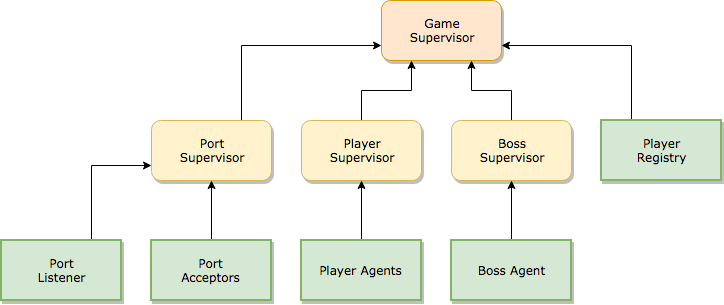 Game
Supervisor
Port
Supervisor
Player
Supervisor
Boss
Supervisor
Player
Registry
Port
Listener
Port
Acceptors
Player Agents
Boss Agent